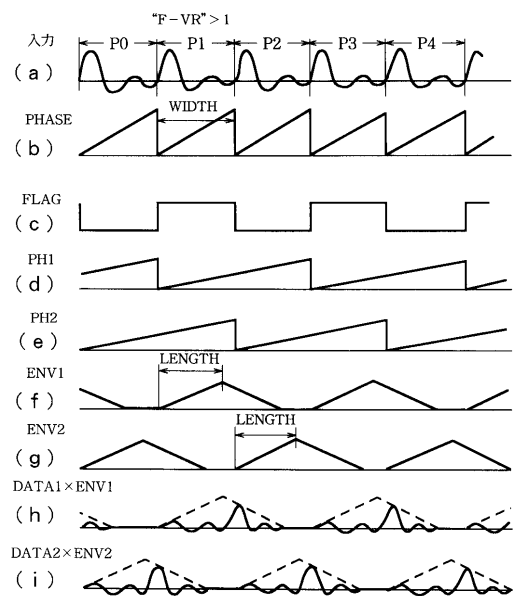 “F－VR”＞1
入力
P0 P1 P2 P3 P4
(a)
PHASE
WIDTH
(b)
FLAG
(c)
PH1
(d)
PH2
(e)
ENV1
LENGTH
(f)
ENV2
LENGTH
(g)
DATA1×ENV1
(h)
DATA2×ENV2
(i)